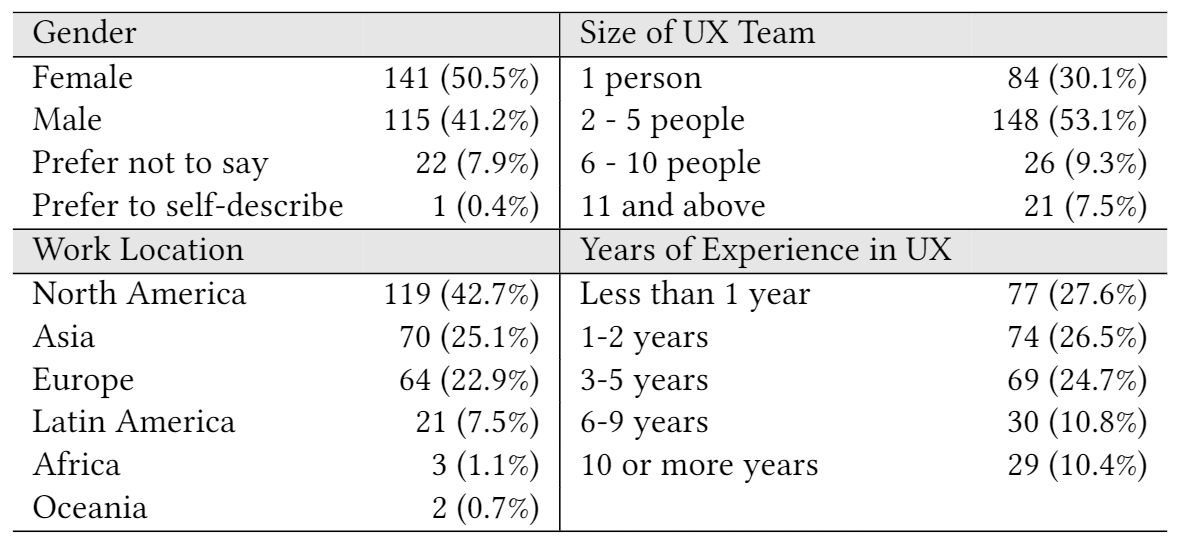 Gender Size of UX Team
Female 141 (50.5%) 1 person 84 (30.1%)
Male 115 (41.2%) 2 - 5 people 148 (53.1%)
Prefer not to say 22 (7.9%) 6 - 10 people 26 (9.3%)
Prefer to self-describe 1 (0.4%) 11 and above 21 (7.5%)
Work Location Years of Experience in UX
North America 119 (42.7%) Less than 1 year 77 (27.6%)
Asia 70 (25.1%) 1-2 years 74 (26.5%)
Europe 64 (22.9%) 3-5 years 69 (24.7%)
Latin America 21 (7.5%) 6-9 years 30 (10.8%)
Africa 3 (1.1%) 10 or more years 29 (10.4%)
Oceania 2 (0.7%)